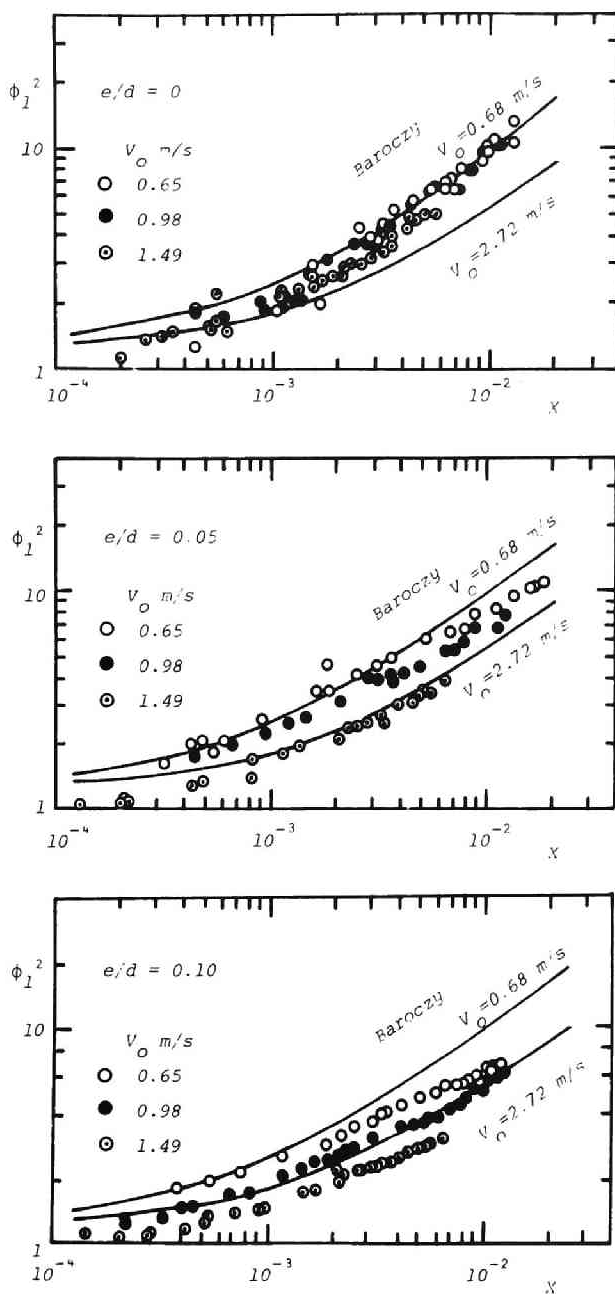 ϕ₁²
e/d = 0
V₀ m/s
0.65
0.98
1.49
Baroczy
V₀=0.68 m/s
V₀=2.72 m/s
10
1
10⁻⁴
10⁻³
10⁻²
X
ϕ₁²
e/d = 0.05
V₀ m/s
0.65
0.98
1.49
Baroczy
V₀=0.68 m/s
V₀=2.72 m/s
10
1
10⁻⁴
10⁻³
10⁻²
X
ϕ₁²
e/d = 0.10
V₀ m/s
0.65
0.98
1.49
Baroczy
V₀=0.68 m/s
V₀=2.72 m/s
10
1
10⁻⁴
10⁻³
10⁻²
X